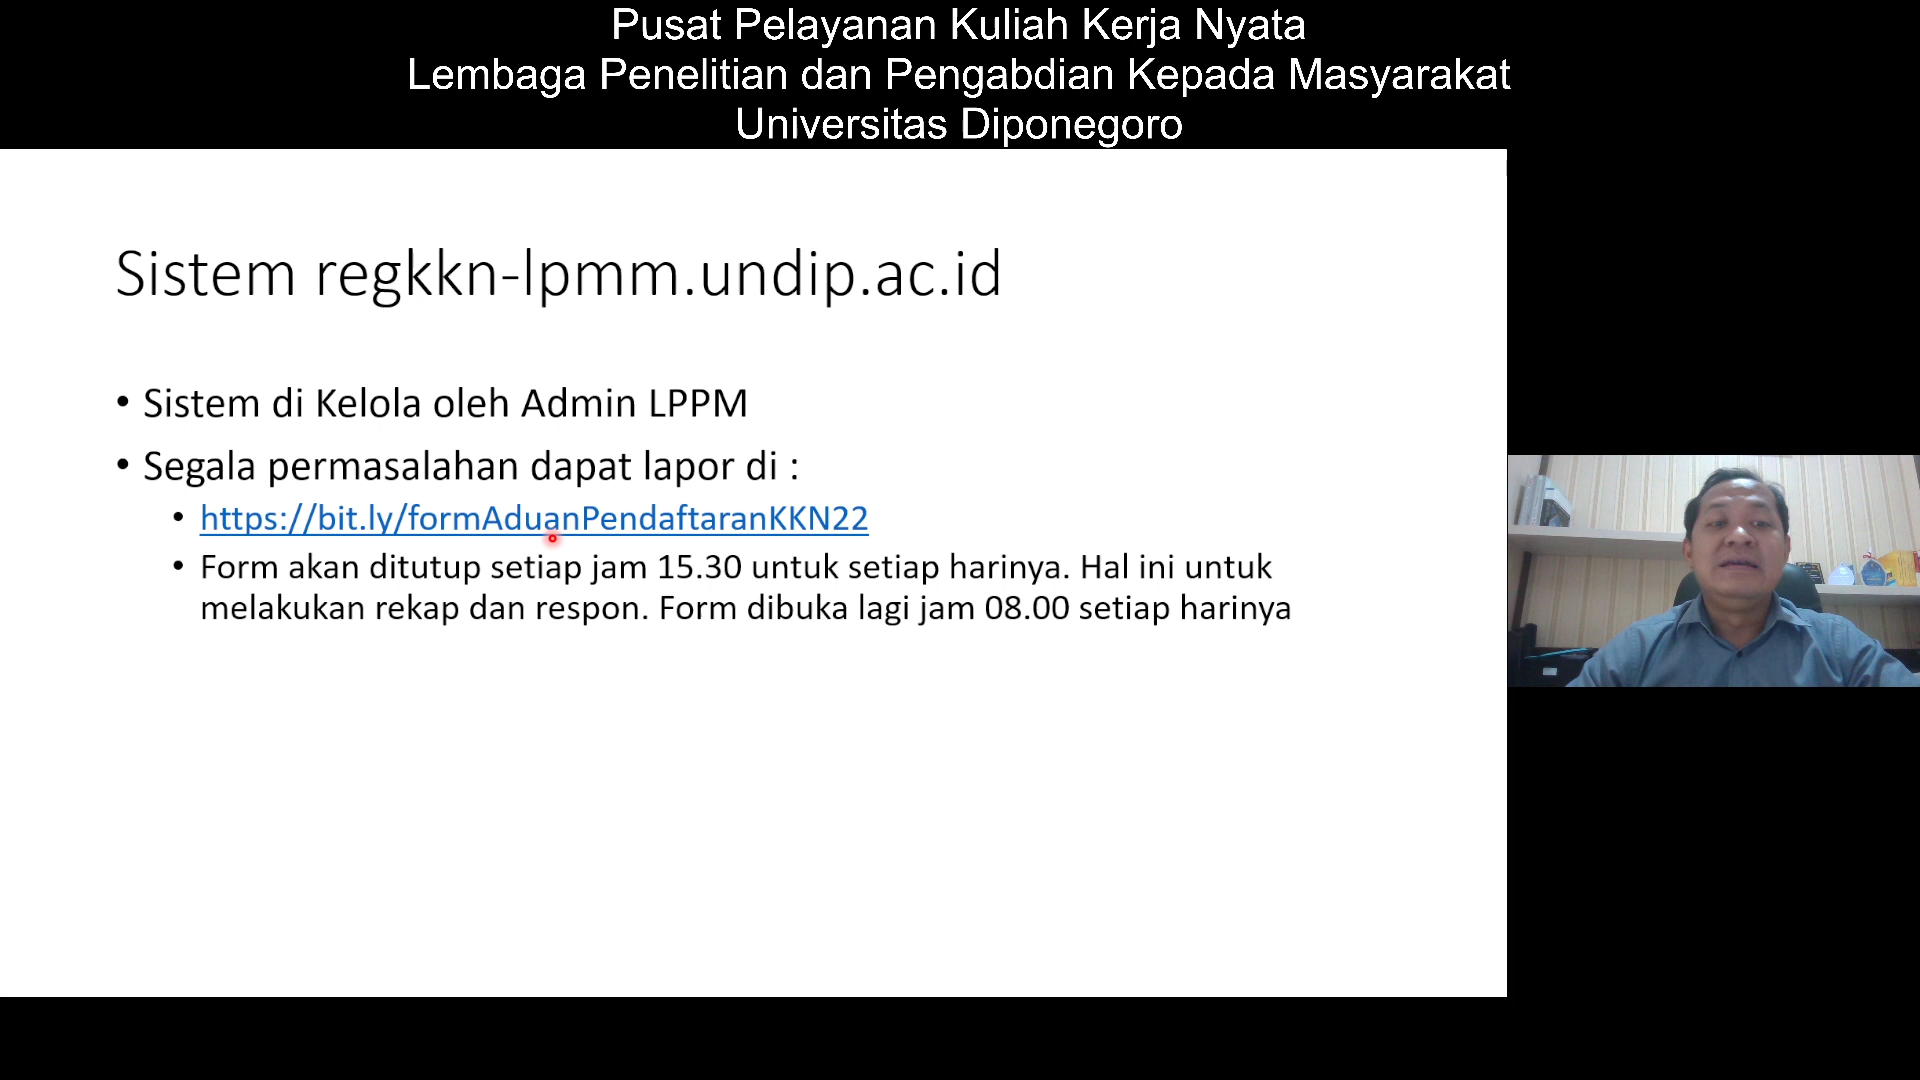 Pusat Pelayanan Kuliah Kerja Nyata
Lembaga Penelitian dan Pengabdian Kepada Masyarakat
Universitas Diponegoro
Sistem regkkn-lpmm.undip.ac.id
• Sistem di Kelola oleh Admin LPPM
• Segala permasalahan dapat lapor di :
• https://bit.ly/formAduanPendaftaranKKN22
• Form akan ditutup setiap jam 15.30 untuk setiap harinya. Hal ini untuk
melakukan rekap dan respon. Form dibuka lagi jam 08.00 setiap harinya